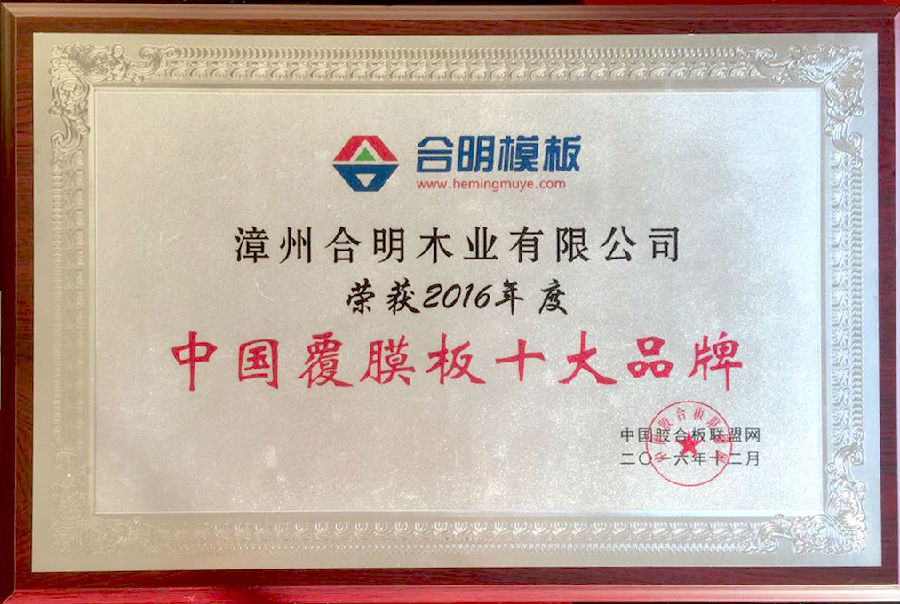 合明模板
www.hemingmuye.com
漳州合明木业有限公司
荣获2016年度
中国覆膜板十大品牌
中国胶合板联盟网
二〇一六年十二月